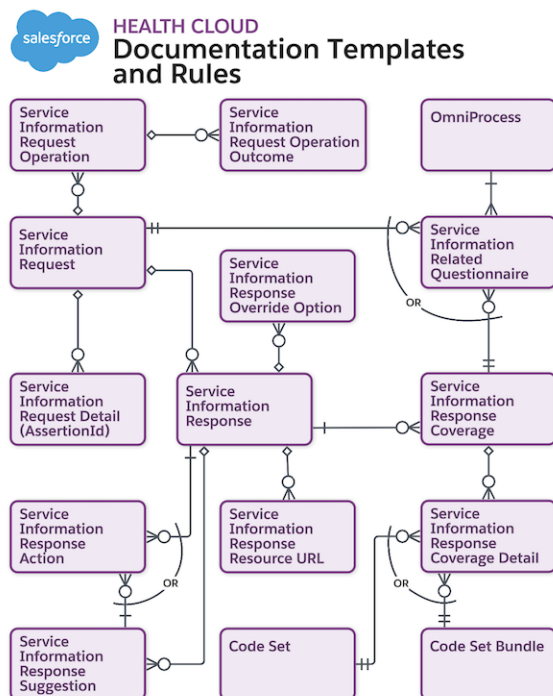 salesforce
HEALTH CLOUD
Documentation Templates
and Rules
Service
Information
Request
Operation
Service
Information
Request Operation
Outcome
OmniProcess
Service
Information
Request
Service
Information
Related
Questionnaire
Service
Information
Response
Override Option
OR
Service
Information
Request Detail
(AssertionId)
Service
Information
Response
Service
Information
Response
Coverage
Service
Information
Response
Action
Service
Information
Response
Resource URL
Service
Information
Response
Coverage Detail
OR
OR
Service
Information
Response
Suggestion
Code Set
Code Set Bundle